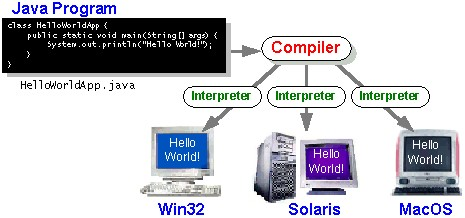 Java Program
class HelloWorldApp {
    public static void main(String[] args) {
        System.out.println("Hello World!");
    }
}
HelloWorldApp.java
Compiler
Interpreter
Interpreter
Interpreter
Hello
World!
Hello
World!
Hello
World!
Win32
Solaris
MacOS